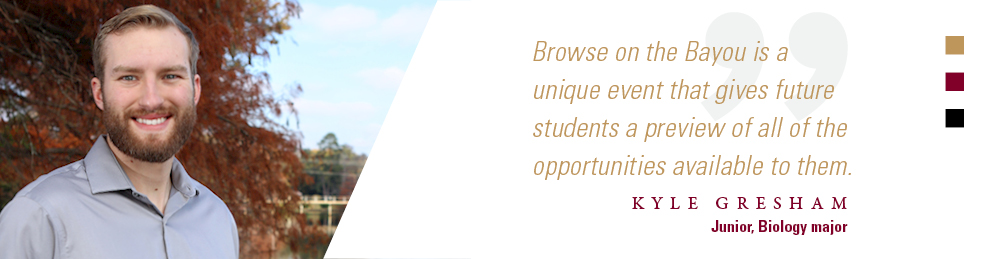 Browse on the Bayou is a
unique event that gives future
students a preview of all of the
opportunities available to them.
KYLE GRESHAM
Junior, Biology major